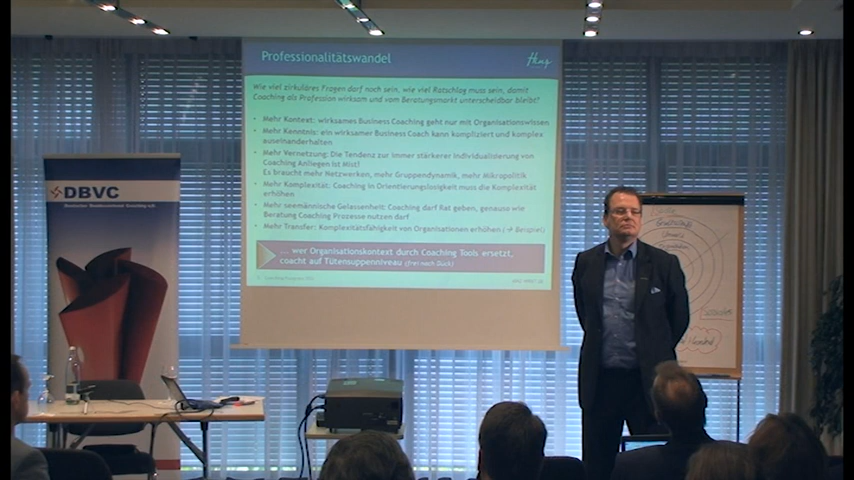 Professionalitätswandel
Wie viel zirkuläres Fragen darf noch sein, wie viel Ratschlag muss sein, damit
Coaching als Profession wirksam und vom Beratungsmarkt unterscheidbar bleibt?
• Mehr Kontext: wirksames Business Coaching geht nur mit Organisationswissen
• Mehr Kenntnis: ein wirksamer Business Coach kann kompliziert und komplex
auseinanderhalten
• Mehr Vernetzung: Die Tendenz zur immer stärkerer Individualisierung von
Coaching Anliegen ist Mist!
Es braucht mehr Netzwerken, mehr Gruppendynamik, mehr Mikropolitik
• Mehr Komplexität: Coaching in Orientierungslosigkeit muss die Komplexität
erhöhen
• Mehr seemännische Gelassenheit: Coaching darf Rat geben, genauso wie
Beratung Coaching Prozesse nutzen darf
• Mehr Transfer: Komplexitätsfähigkeit von Organisationen erhöhen (→ Beispiel)
... wer Organisationskontext durch Coaching Tools ersetzt,
coacht auf Tütensuppenniveau (frei nach Dück)
DBVC